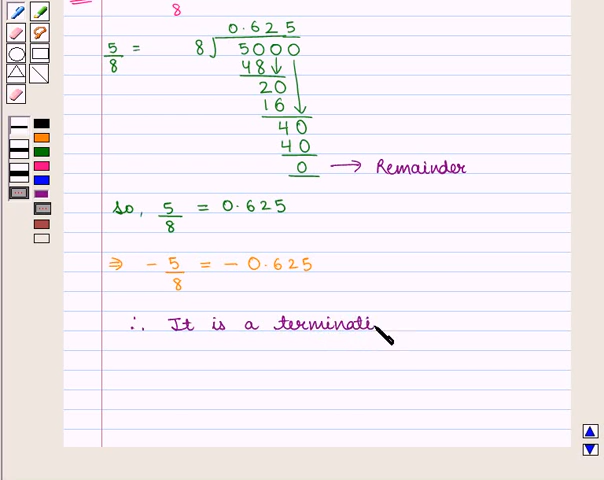 8
0.625
5/8 = 8)5000
48
20
16
40
40
0 → Remainder
so, 5/8 = 0.625
⇒ - 5/8 = - 0.625
∴ It is a terminati